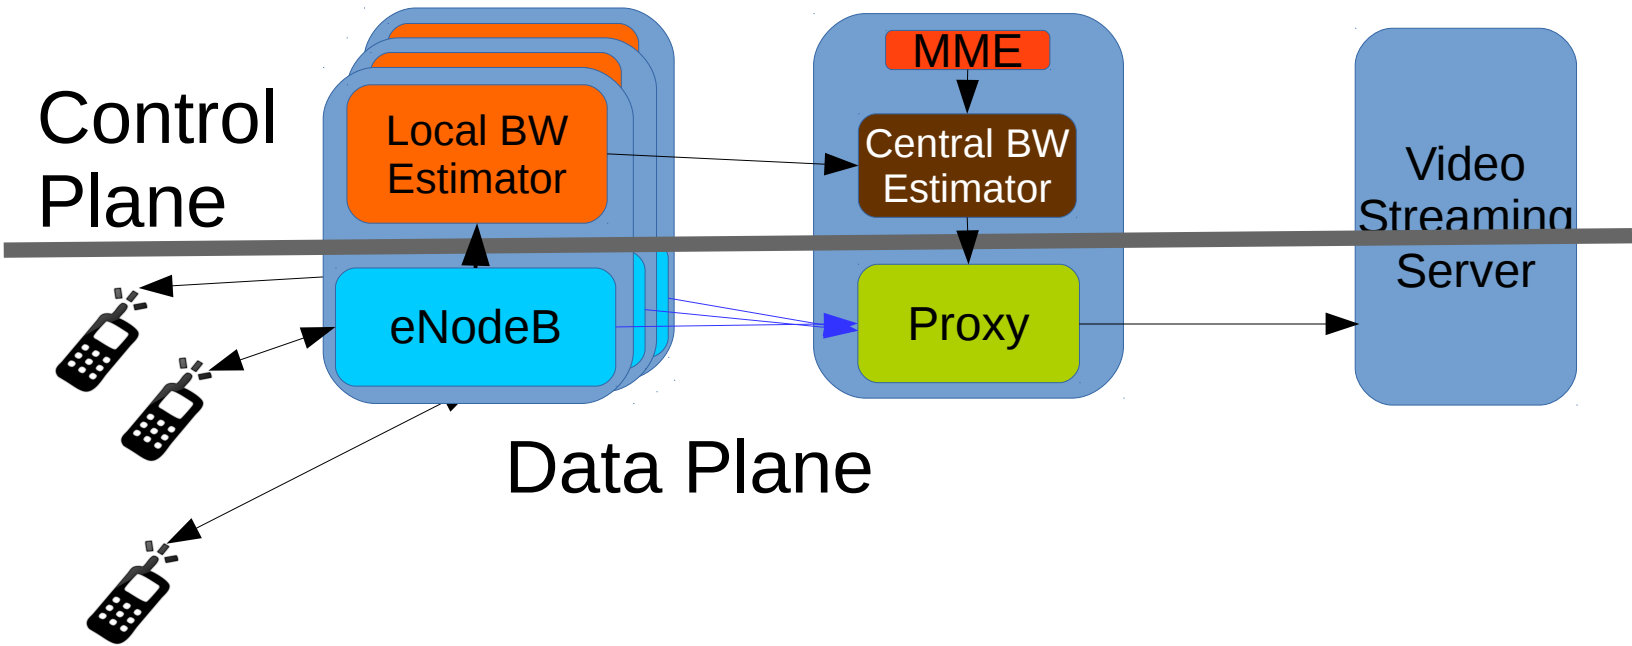 Control
Plane
Local BW
Estimator
eNodeB
MME
Central BW
Estimator
Proxy
Video
Streaming
Server
Data Plane